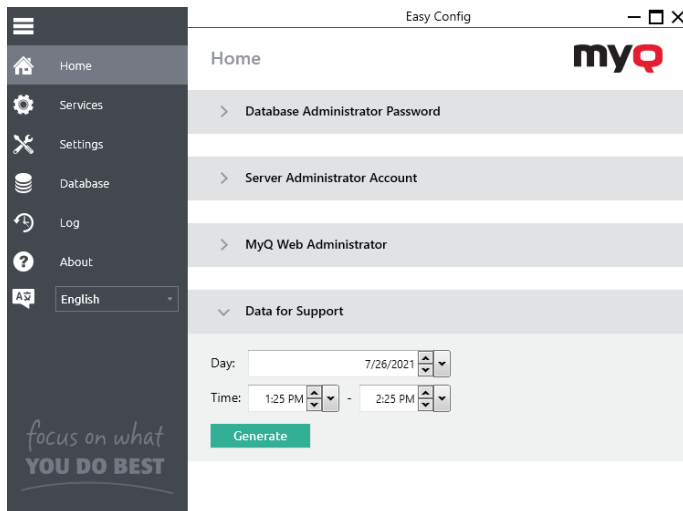 Easy Config
Home
myQ
Home
Services
Settings
Database
Log
About
English
Database Administrator Password
Server Administrator Account
MyQ Web Administrator
Data for Support
Day: 7/26/2021
Time: 1:25 PM - 2:25 PM
Generate
focus on what
YOU DO BEST